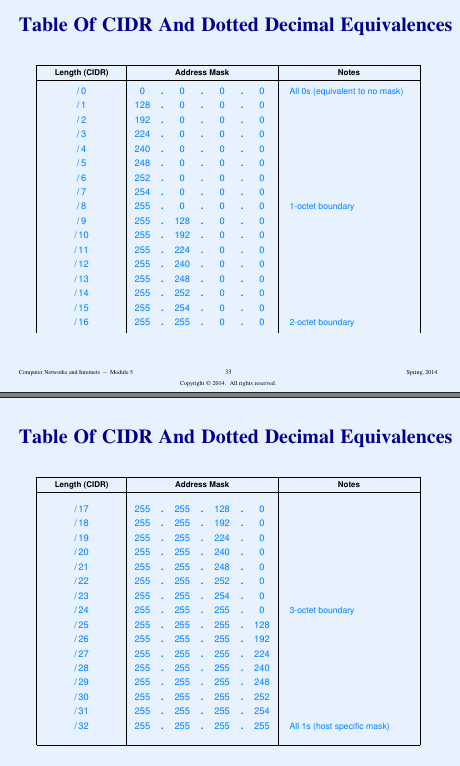 Table Of CIDR And Dotted Decimal Equivalences
Length (CIDR) Address Mask Notes
/ 0 0 . 0 . 0 . 0 All 0s (equivalent to no mask)
/ 1 128 . 0 . 0 . 0
/ 2 192 . 0 . 0 . 0
/ 3 224 . 0 . 0 . 0
/ 4 240 . 0 . 0 . 0
/ 5 248 . 0 . 0 . 0
/ 6 252 . 0 . 0 . 0
/ 7 254 . 0 . 0 . 0
/ 8 255 . 0 . 0 . 0 1-octet boundary
/ 9 255 . 128 . 0 . 0
/ 10 255 . 192 . 0 . 0
/ 11 255 . 224 . 0 . 0
/ 12 255 . 240 . 0 . 0
/ 13 255 . 248 . 0 . 0
/ 14 255 . 252 . 0 . 0
/ 15 255 . 254 . 0 . 0
/ 16 255 . 255 . 0 . 0 2-octet boundary
Computer Networks and Internets -- Module 5 33 Spring, 2014
Copyright © 2014. All rights reserved.
Table Of CIDR And Dotted Decimal Equivalences
Length (CIDR) Address Mask Notes
/ 17 255 . 255 . 128 . 0
/ 18 255 . 255 . 192 . 0
/ 19 255 . 255 . 224 . 0
/ 20 255 . 255 . 240 . 0
/ 21 255 . 255 . 248 . 0
/ 22 255 . 255 . 252 . 0
/ 23 255 . 255 . 254 . 0
/ 24 255 . 255 . 255 . 0 3-octet boundary
/ 25 255 . 255 . 255 . 128
/ 26 255 . 255 . 255 . 192
/ 27 255 . 255 . 255 . 224
/ 28 255 . 255 . 255 . 240
/ 29 255 . 255 . 255 . 248
/ 30 255 . 255 . 255 . 252
/ 31 255 . 255 . 255 . 254
/ 32 255 . 255 . 255 . 255 All 1s (host specific mask)